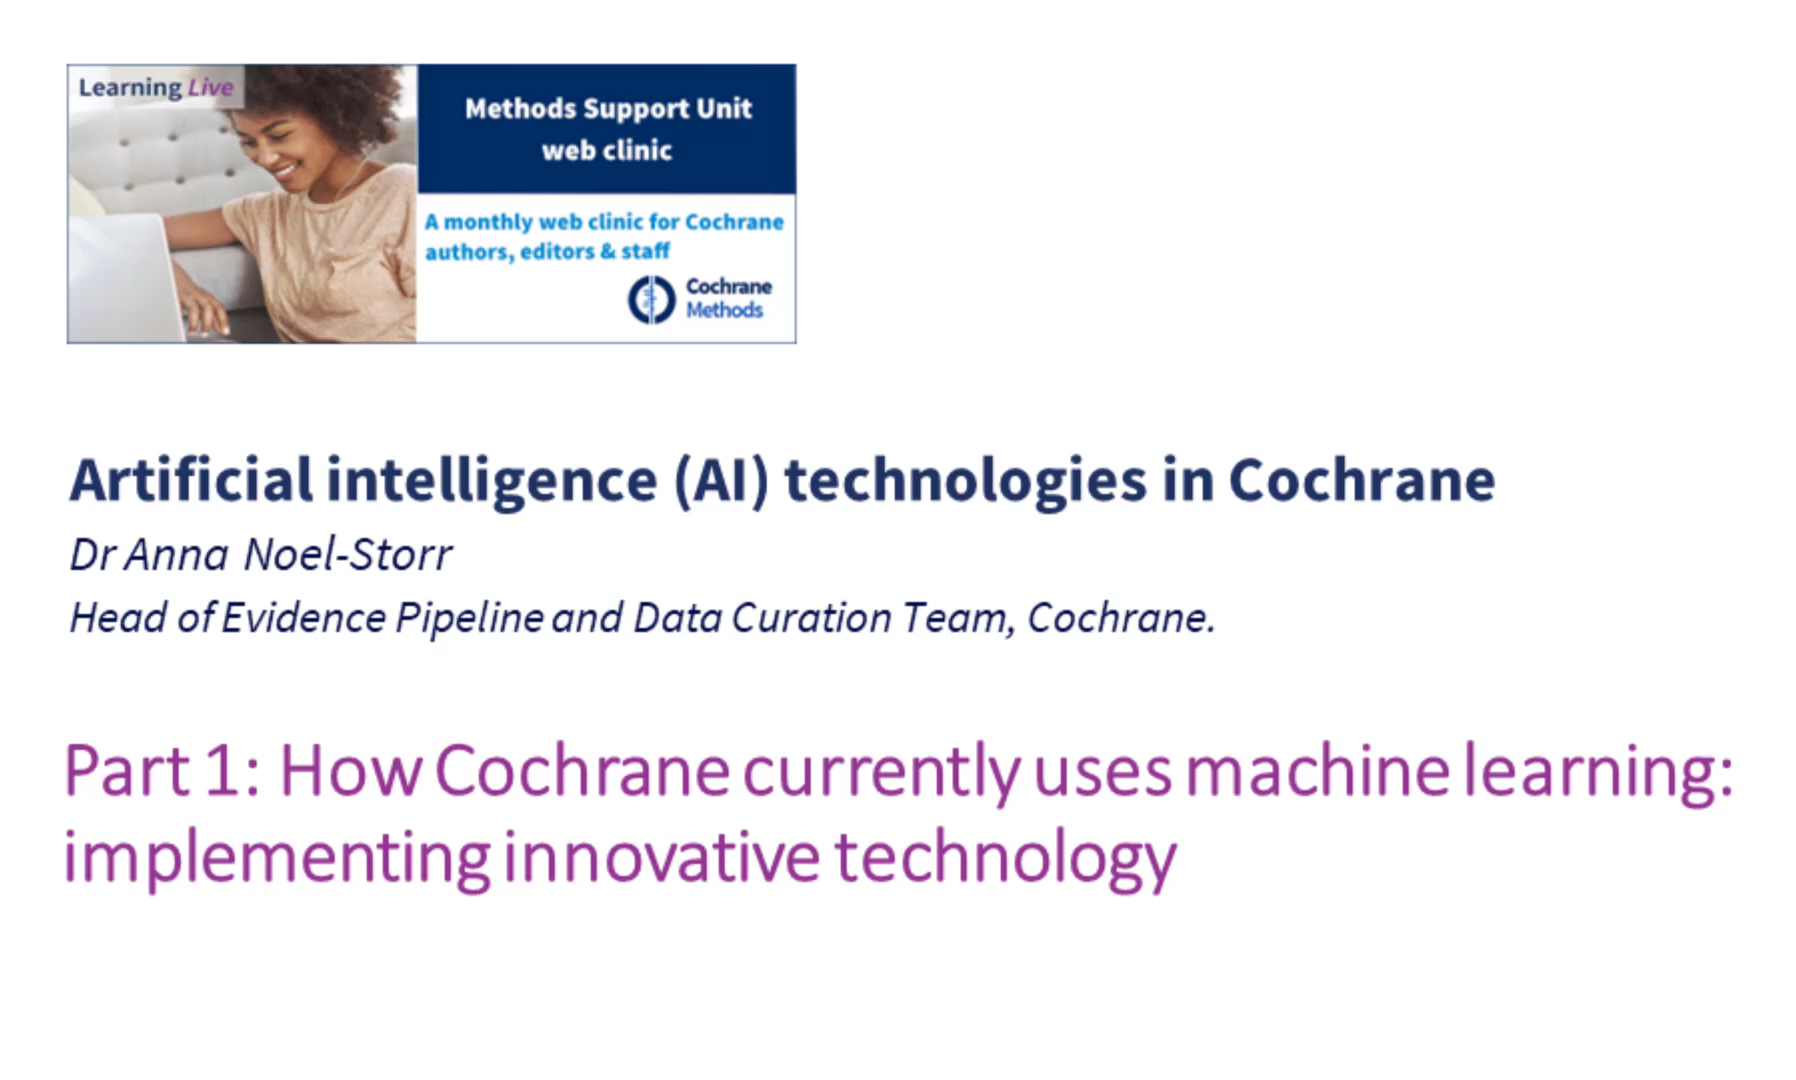 Learning Live
Methods Support Unit
web clinic
A monthly web clinic for Cochrane
authors, editors & staff
Cochrane
Methods
Artificial intelligence (AI) technologies in Cochrane
Dr Anna Noel-Storr
Head of Evidence Pipeline and Data Curation Team, Cochrane.
Part 1: How Cochrane currently uses machine learning:
implementing innovative technology